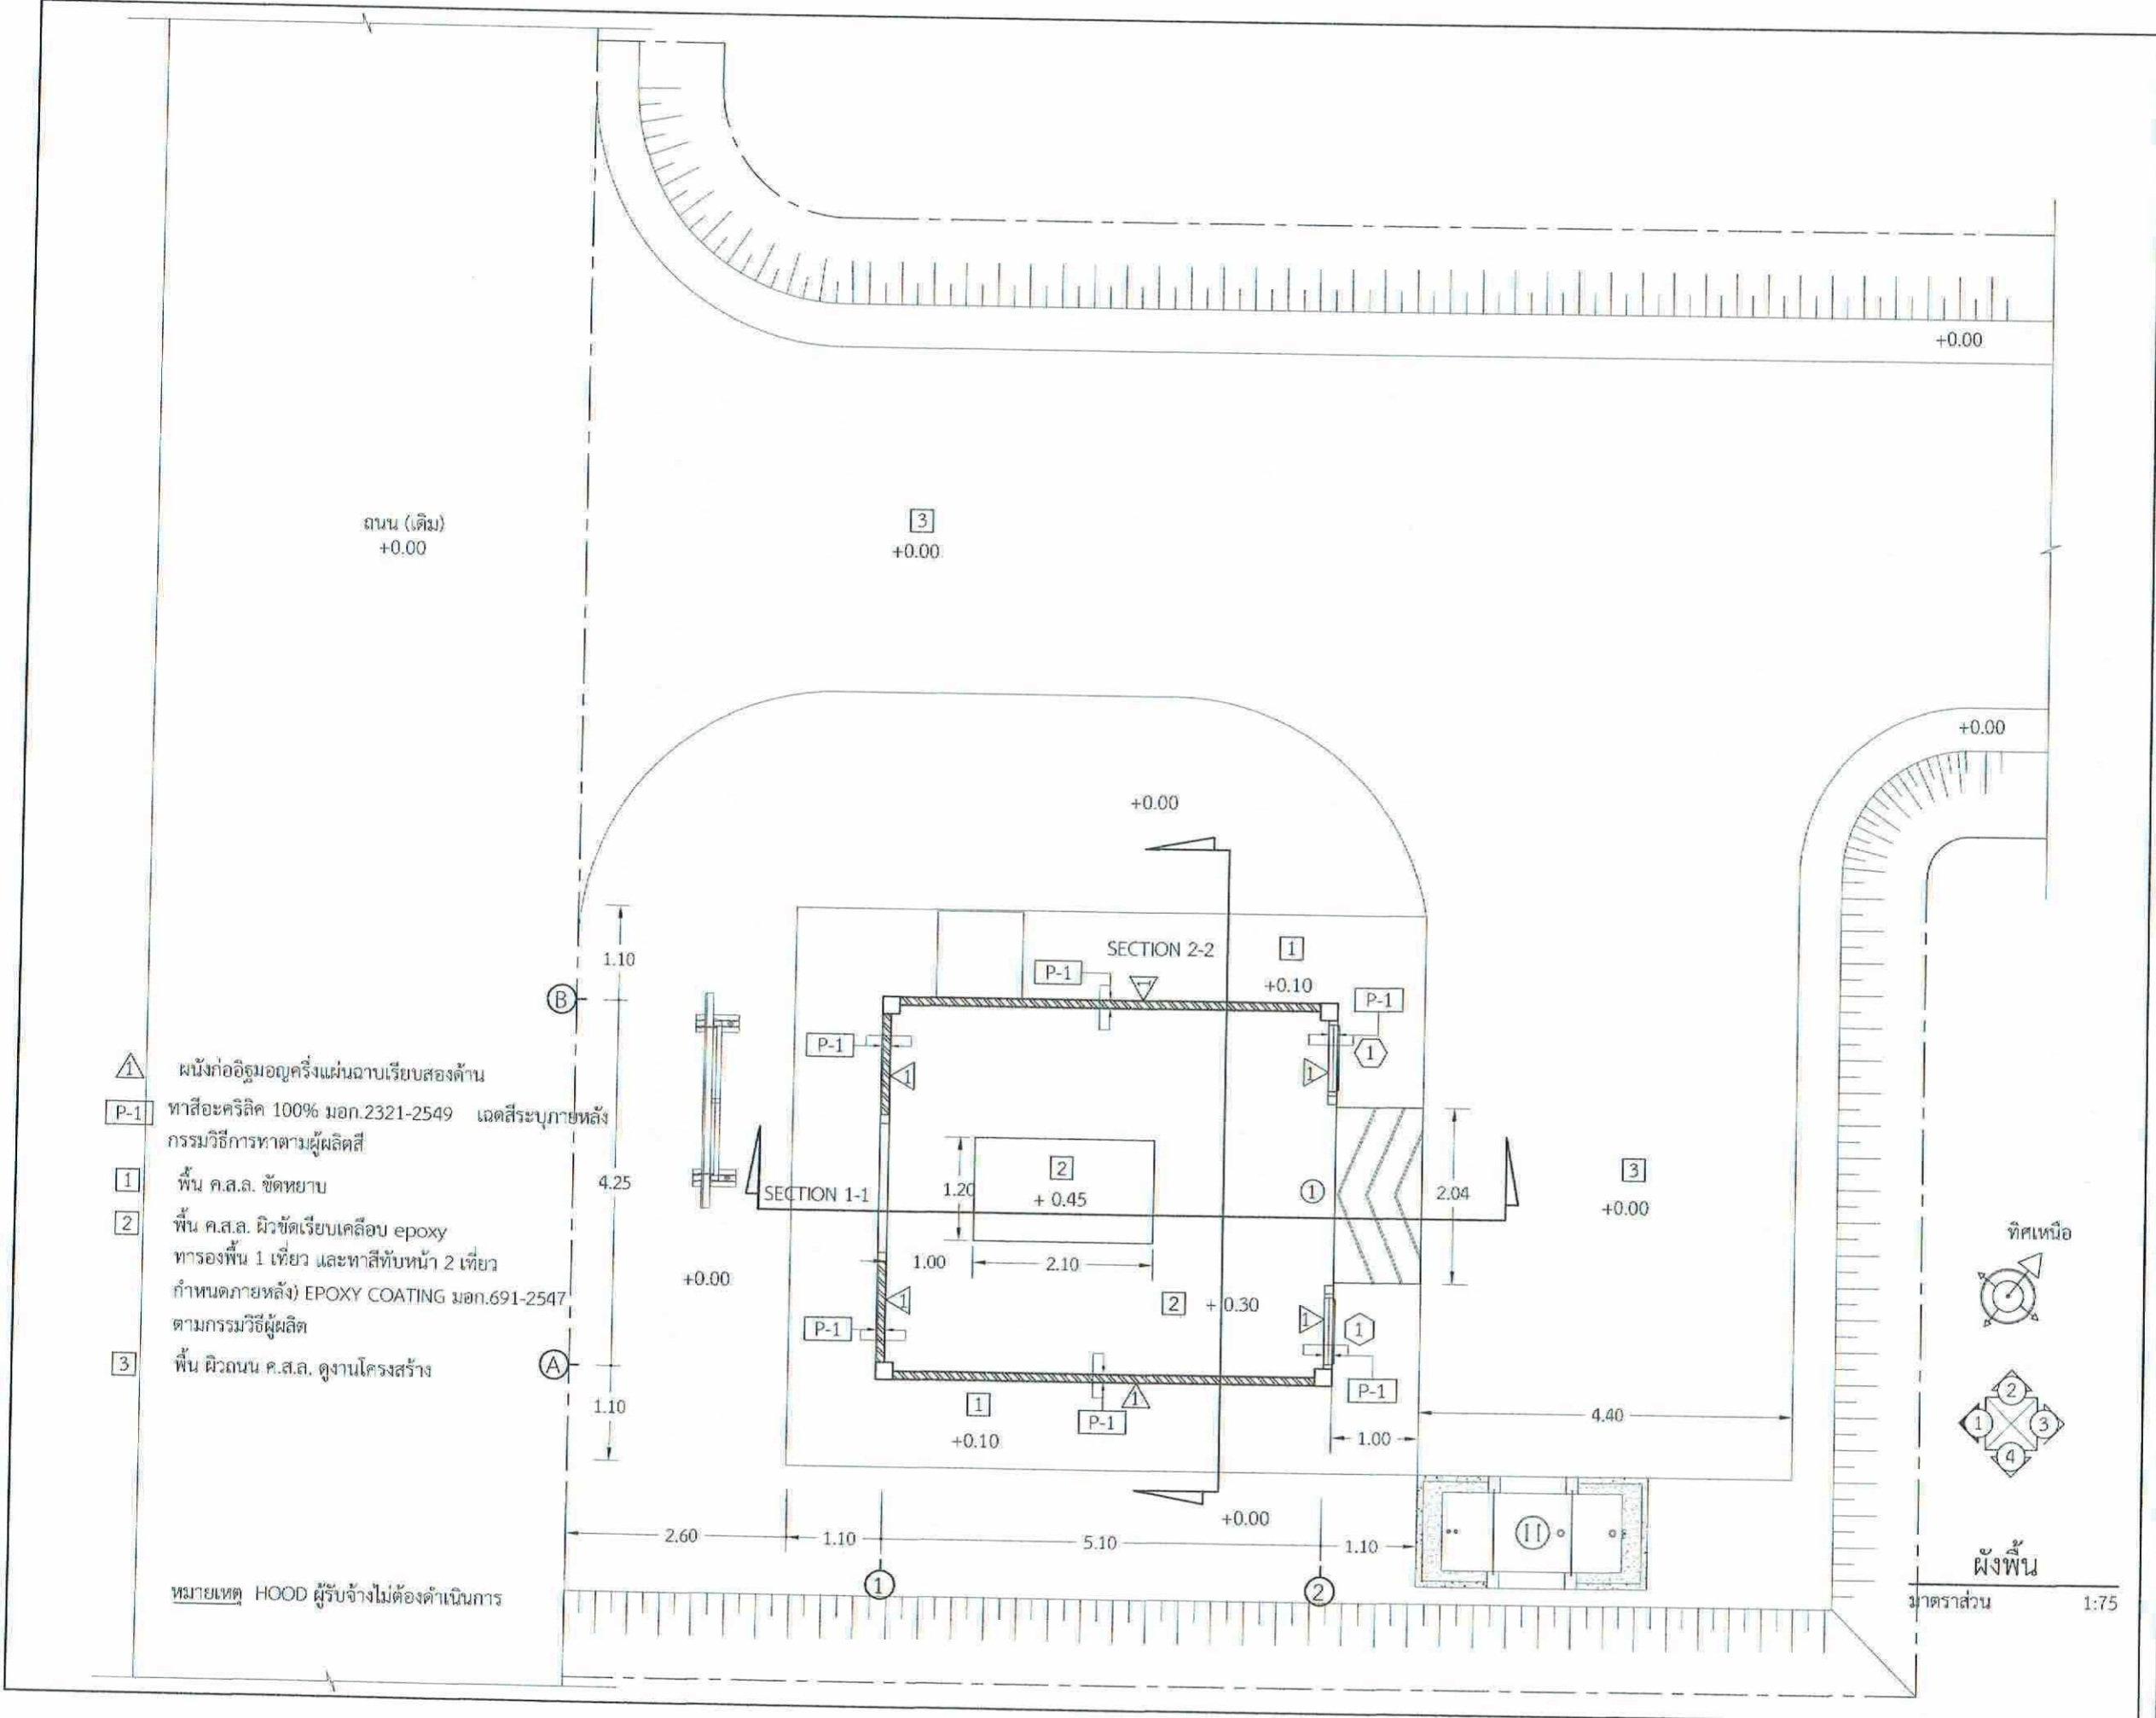 +0.00
ถนน (เดิม)
+0.00
3
+0.00
+0.00
+0.00
1.10
SECTION 2-2
1
P-1
1
+0.10
P-1
B
P-1
1
1
1
1 ผนังก่ออิฐมอญครึ่งแผ่นฉาบเรียบสองด้าน
P-1 ทาสีอะคริลิค 100% มอก.2321-2549 เฉดสีระบุภายหลัง
กรรมวิธีการทาตามผู้ผลิตสี
1 พื้น ค.ส.ล. ขัดหยาบ
2 พื้น ค.ส.ล. ผิวขัดเรียบเคลือบ epoxy
ทารองพื้น 1 เที่ยว และทาสีทับหน้า 2 เที่ยว
กำหนดภายหลัง) EPOXY COATING มอก.691-2547
ตามกรรมวิธีผู้ผลิต
3 พื้น ผิวถนน ค.ส.ล. ดูงานโครงสร้าง
4.25
SECTION 1-1
1.20
2
+ 0.45
1
2.04
3
+0.00
1.00
2.10
+0.00
2 + 0.30
1
1
1
P-1
A
1.10
1
+0.10
1
P-1
P-1
4.40
1.00
ทิศเหนือ
2
1
3
4
+0.00
2.60
1.10
5.10
1.10
1
2
หมายเหตุ HOOD ผู้รับจ้างไม่ต้องดำเนินการ
ผังพื้น
มาตราส่วน 1:75